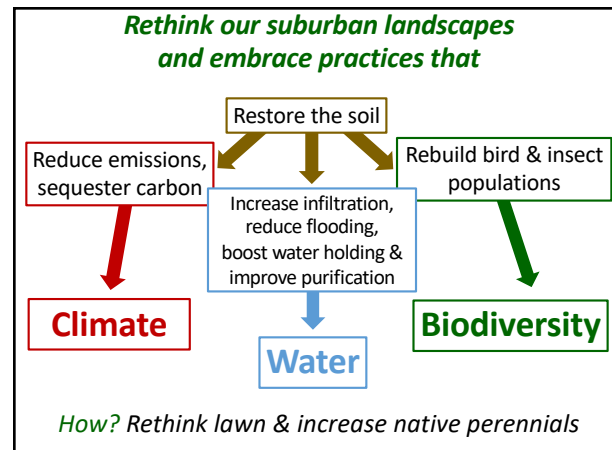 Rethink our suburban landscapes
and embrace practices that
Restore the soil
Reduce emissions,
sequester carbon
Increase infiltration,
reduce flooding,
boost water holding &
improve purification
Rebuild bird & insect
populations
Climate
Water
Biodiversity
How? Rethink lawn & increase native perennials